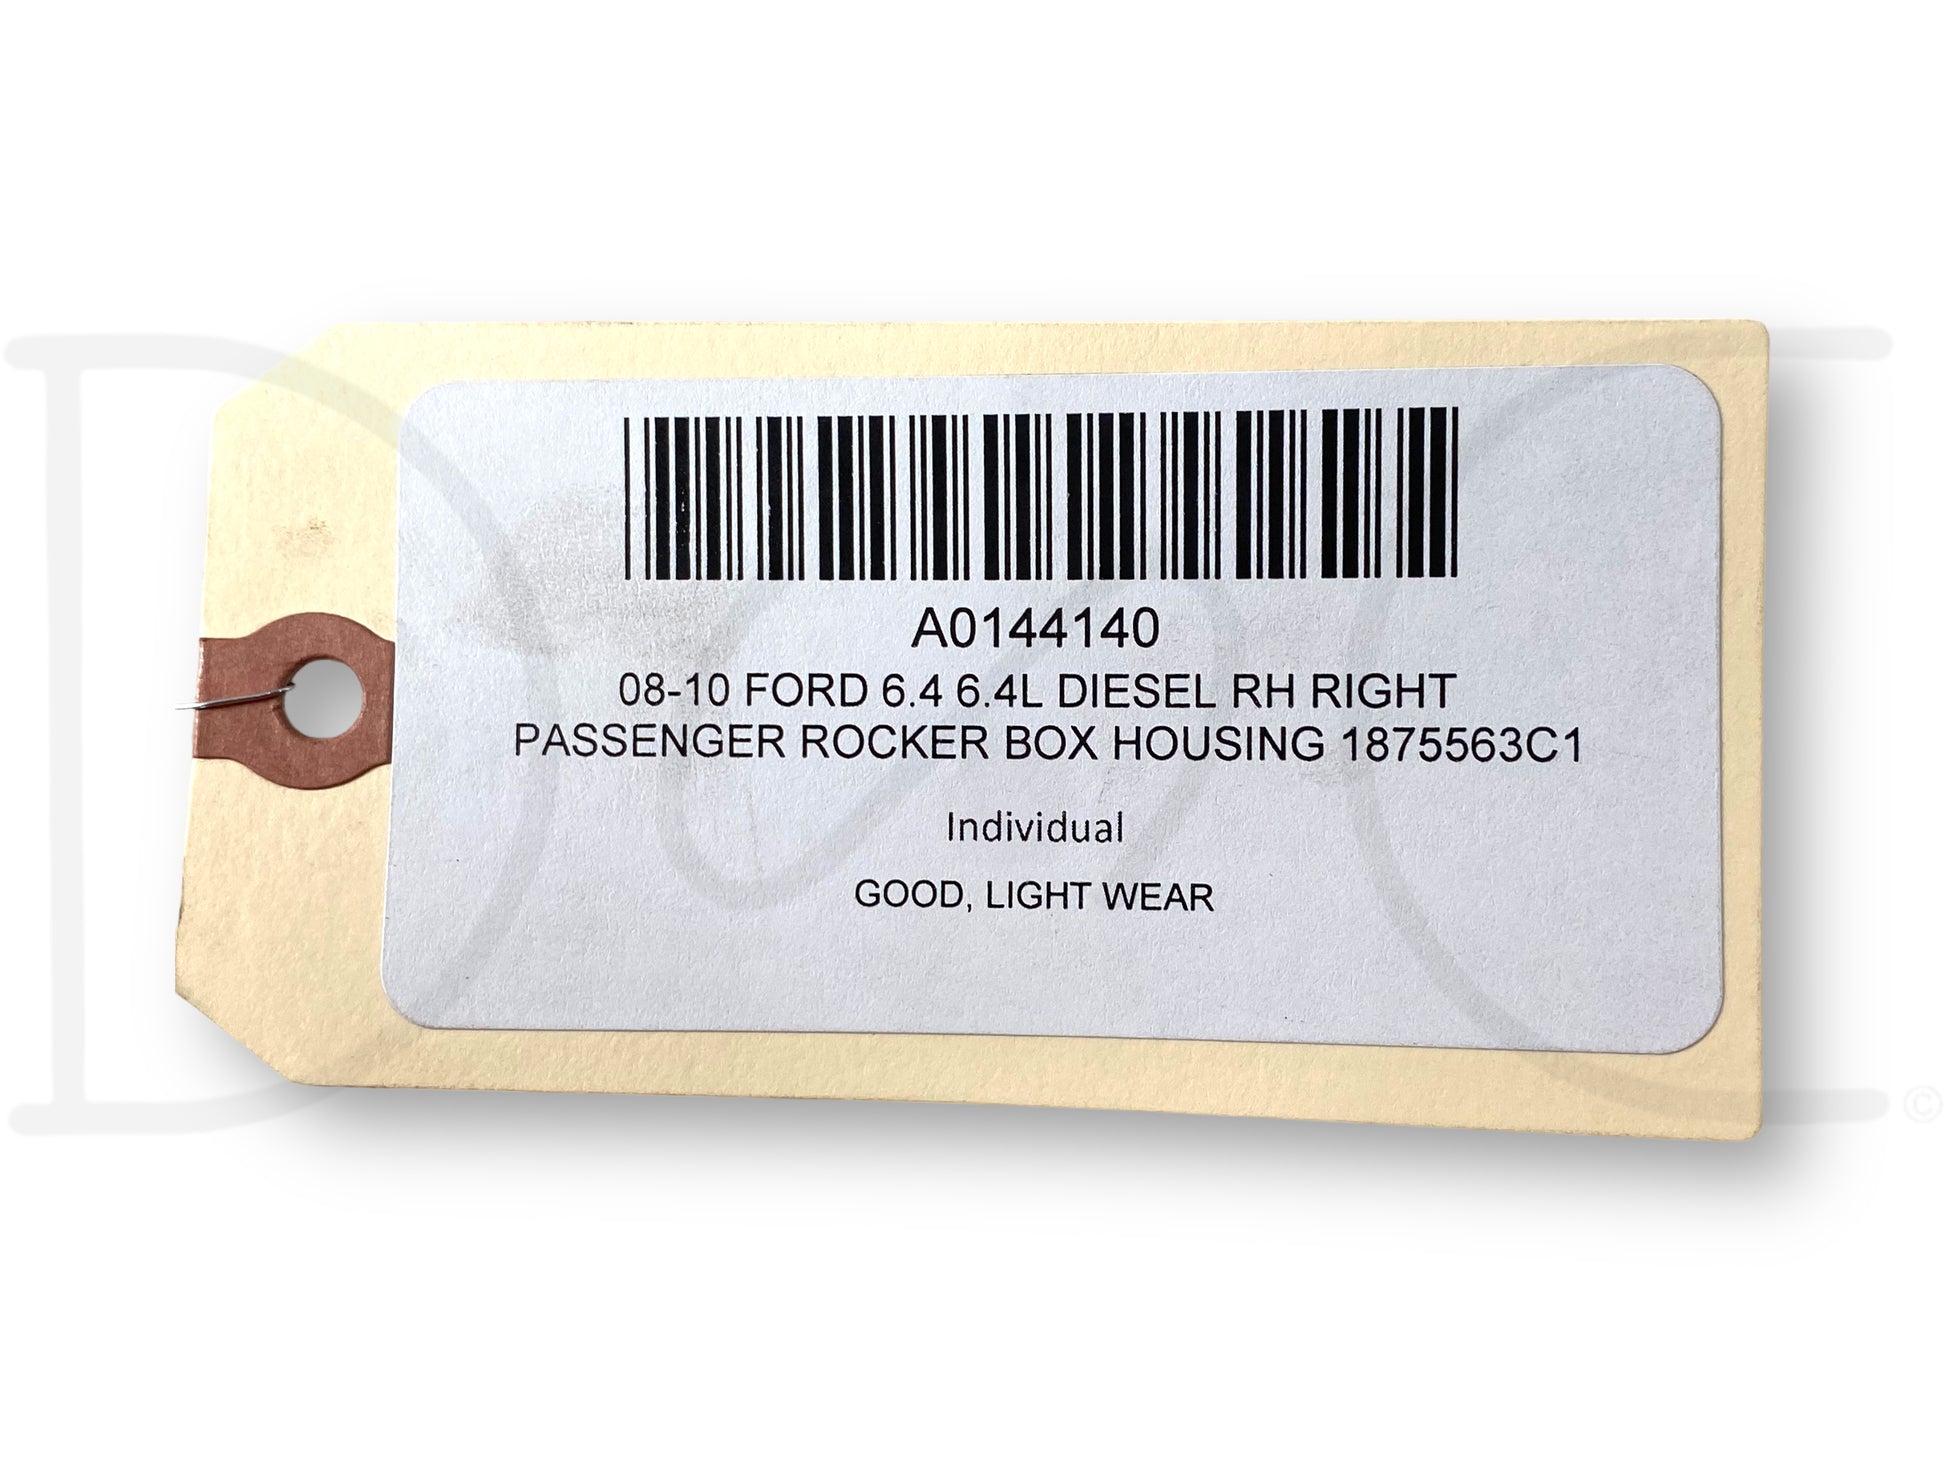 A0144140
08-10 FORD 6.4 6.4L DIESEL RH RIGHT
PASSENGER ROCKER BOX HOUSING 1875563C1
Individual
GOOD, LIGHT WEAR
©